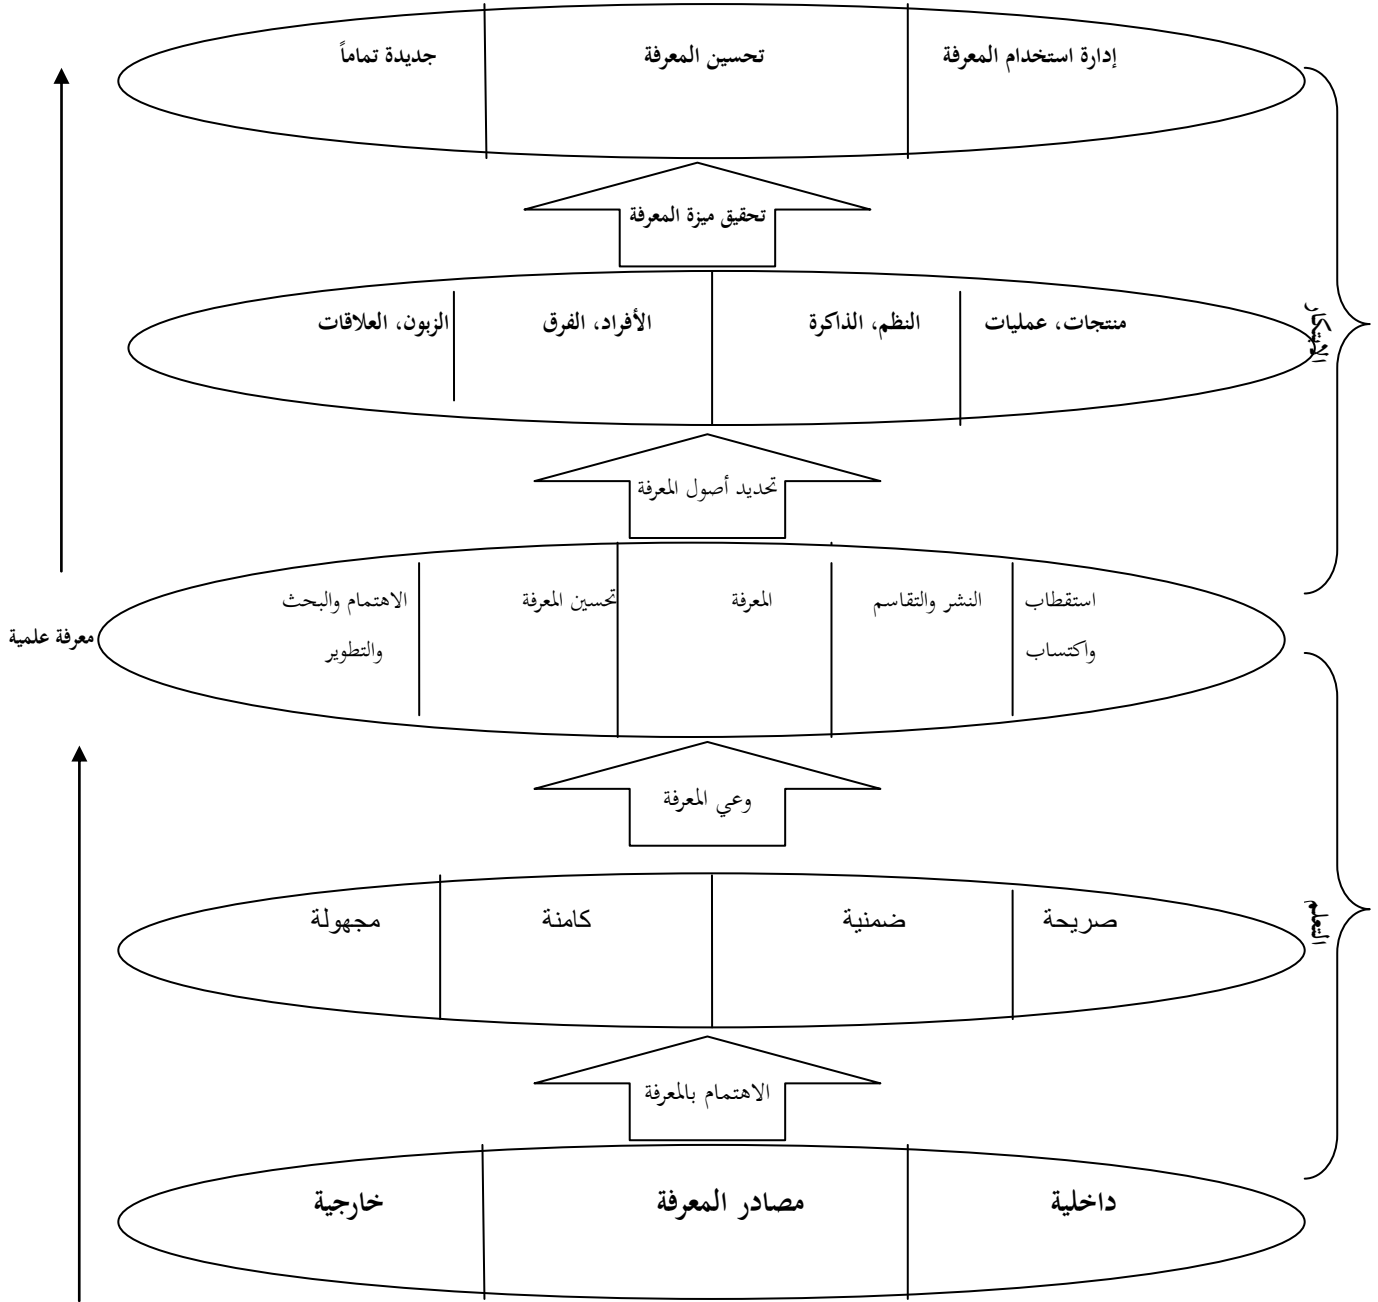 إدارة استخدام المعرفة
تحسين المعرفة
جديدة تماماً
تحقيق ميزة المعرفة
منتجات، عمليات
النظم، الذاكرة
الأفراد، الفرق
الزبون، العلاقات
الابتكار
تحديد أصول المعرفة
استقطاب
واكتساب
النشر والتقاسم
المعرفة
تحسين المعرفة
الاهتمام والبحث
والتطوير
معرفة علمية
وعي المعرفة
صريحة
ضمنية
كامنة
مجهولة
التعلم
الاهتمام بالمعرفة
داخلية
مصادر المعرفة
خارجية